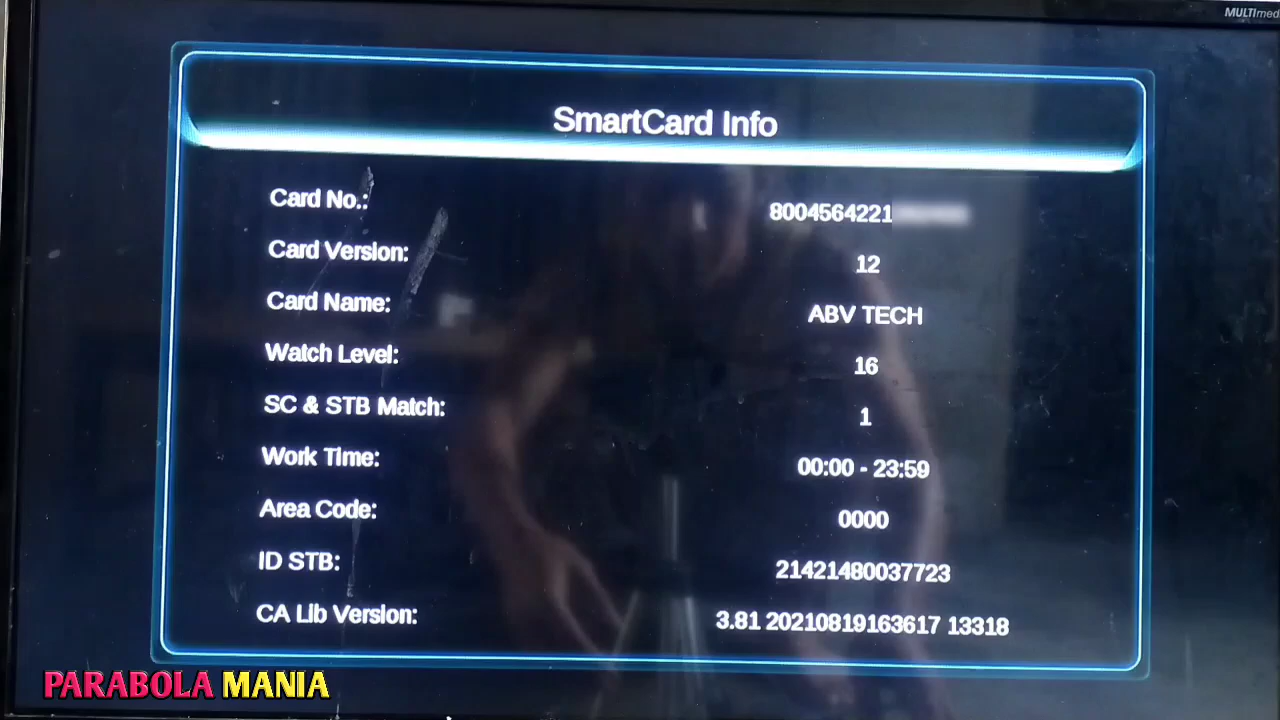 MULTImed
SmartCard Info
Card No.: 8004564221
Card Version: 12
Card Name: ABV TECH
Watch Level: 16
SC & STB Match: 1
Work Time: 00:00 - 23:59
Area Code: 0000
ID STB: 21421480037723
CA Lib Version: 3.81 20210819163617 13318
PARABOLA MANIA